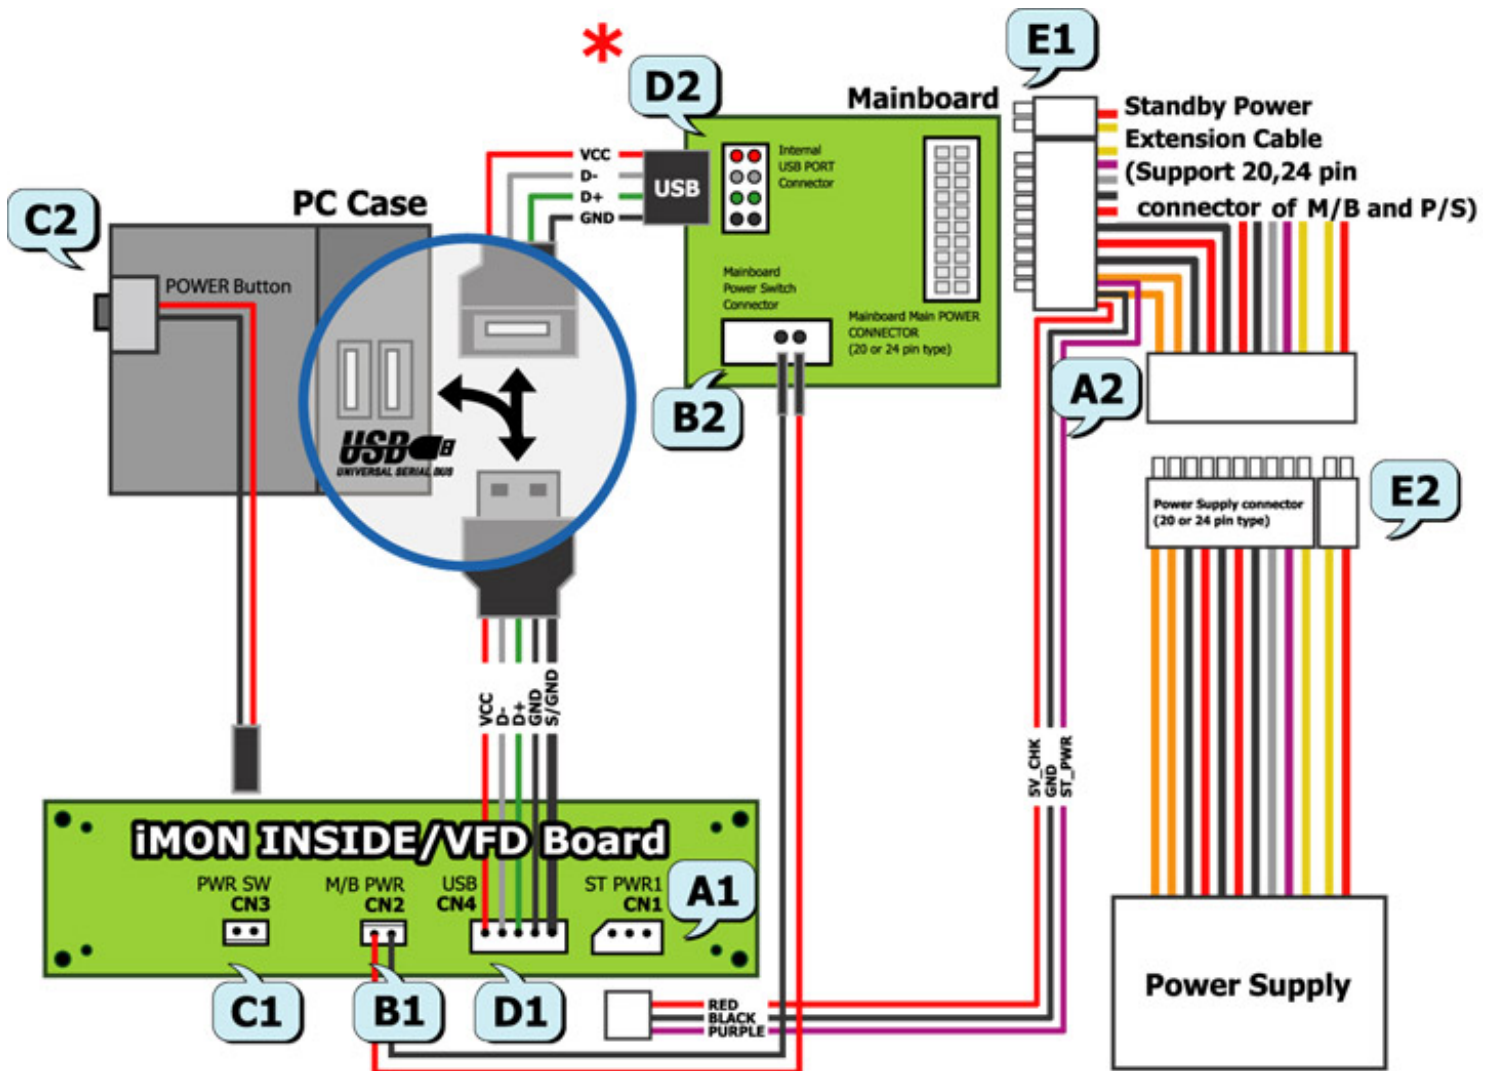 *
E1
D2
Mainboard
Standby Power
Extension Cable
(Support 20,24 pin
connector of M/B and P/S)
VCC
D-
D+
GND
USB
Internal
USB PORT
Connector
C2
PC Case
POWER Button
Mainboard
Power Switch
Connector
Mainboard Main POWER
CONNECTOR
(20 or 24 pin type)
B2
A2
USB
UNIVERSAL SERIAL BUS
Power Supply connector
(20 or 24 pin type)
E2
VCC
D-
D+
GND
S/GND
5V_CHK
GND
ST_PWR
iMON INSIDE/VFD Board
PWR SW
CN3
M/B PWR
CN2
USB
CN4
ST PWR1
CN1
A1
C1
B1
D1
RED
BLACK
PURPLE
Power Supply